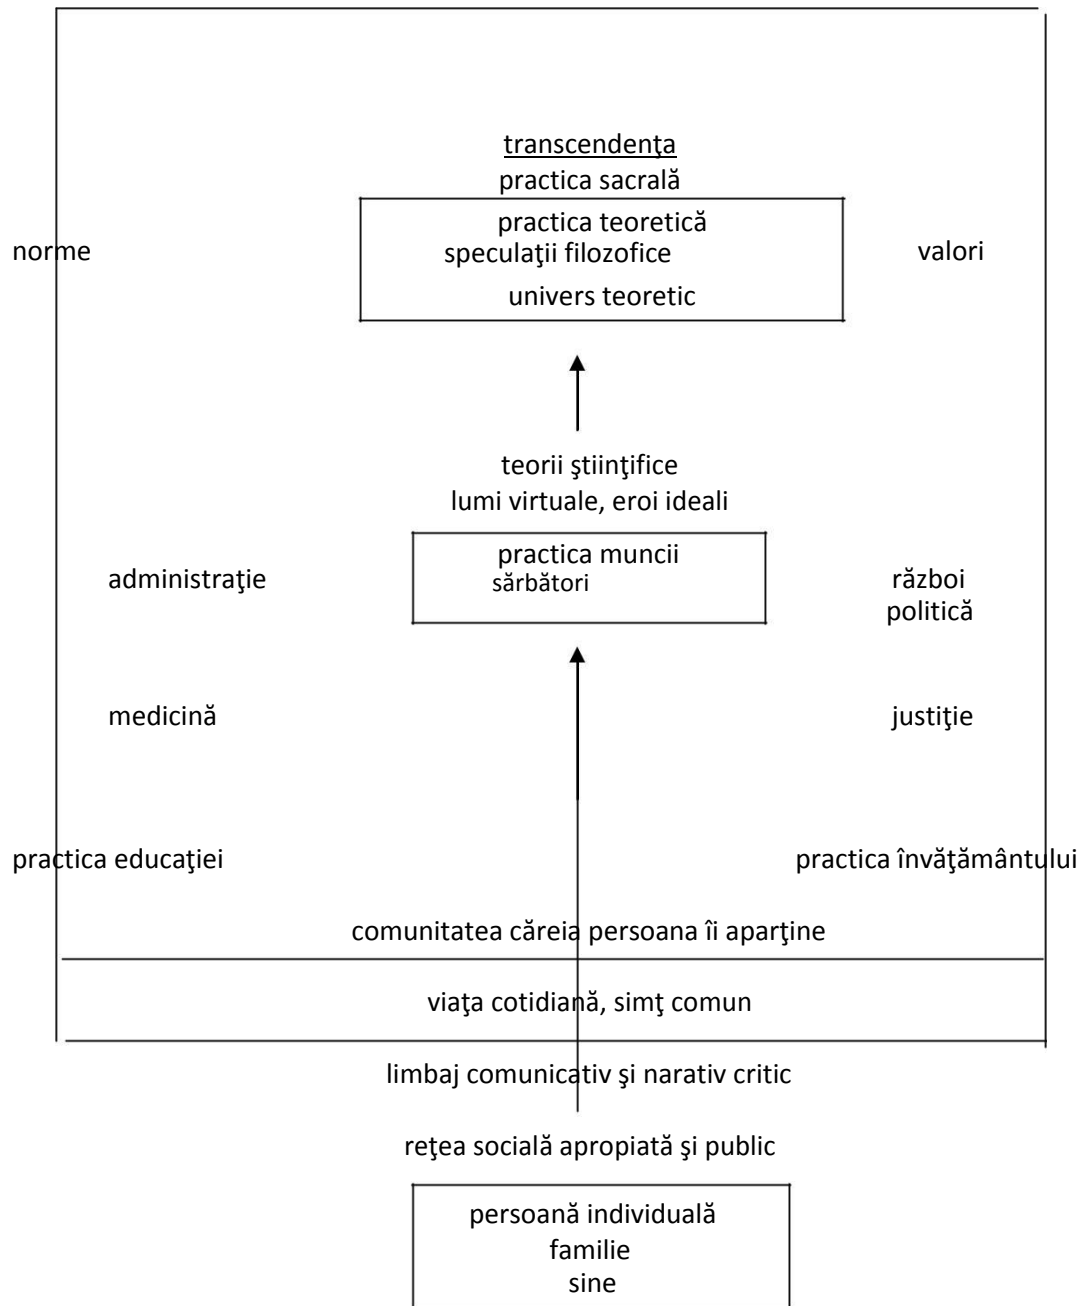 transcendenţa
practica sacrală
practica teoretică
norme
speculaţii filozofice
valori
univers teoretic
teorii ştiinţifice
lumi virtuale, eroi ideali
practica muncii
administraţie
sărbători
război
politică
medicină
justiţie
practica educaţiei
practica învăţământului
comunitatea căreia persoana îi aparţine
viaţa cotidiană, simţ comun
limbaj comunicativ şi narativ critic
reţea socială apropiată şi public
persoană individuală
familie
sine